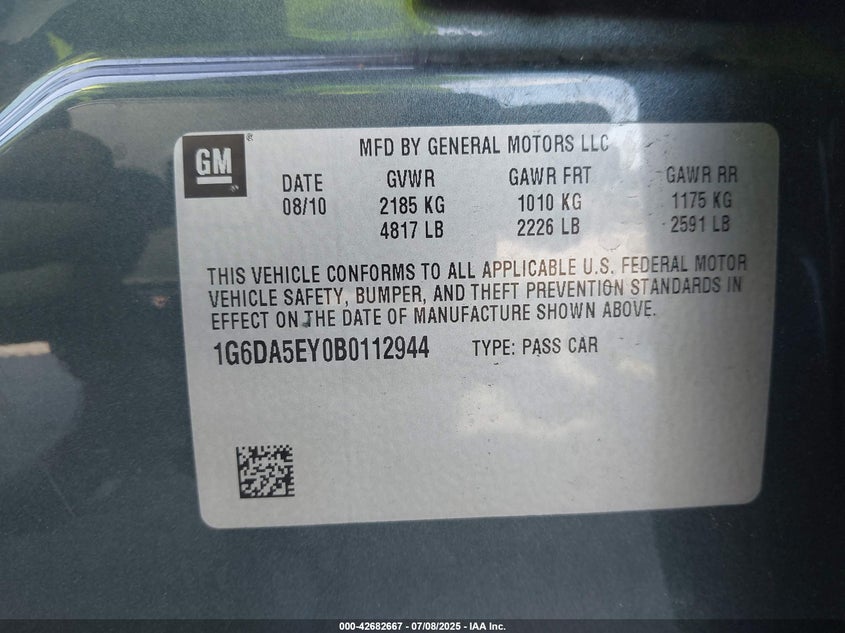 GM ®
MFD BY GENERAL MOTORS LLC
DATE GVWR GAWR FRT GAWR RR
08/10 2185 KG 1010 KG 1175 KG
4817 LB 2226 LB 2591 LB
THIS VEHICLE CONFORMS TO ALL APPLICABLE U.S. FEDERAL MOTOR
VEHICLE SAFETY, BUMPER, AND THEFT PREVENTION STANDARDS IN
EFFECT ON THE DATE OF MANUFACTURE SHOWN ABOVE.
1G6DA5EY0B0112944 TYPE: PASS CAR
000-42682667 - 07/08/2025 - IAA Inc.